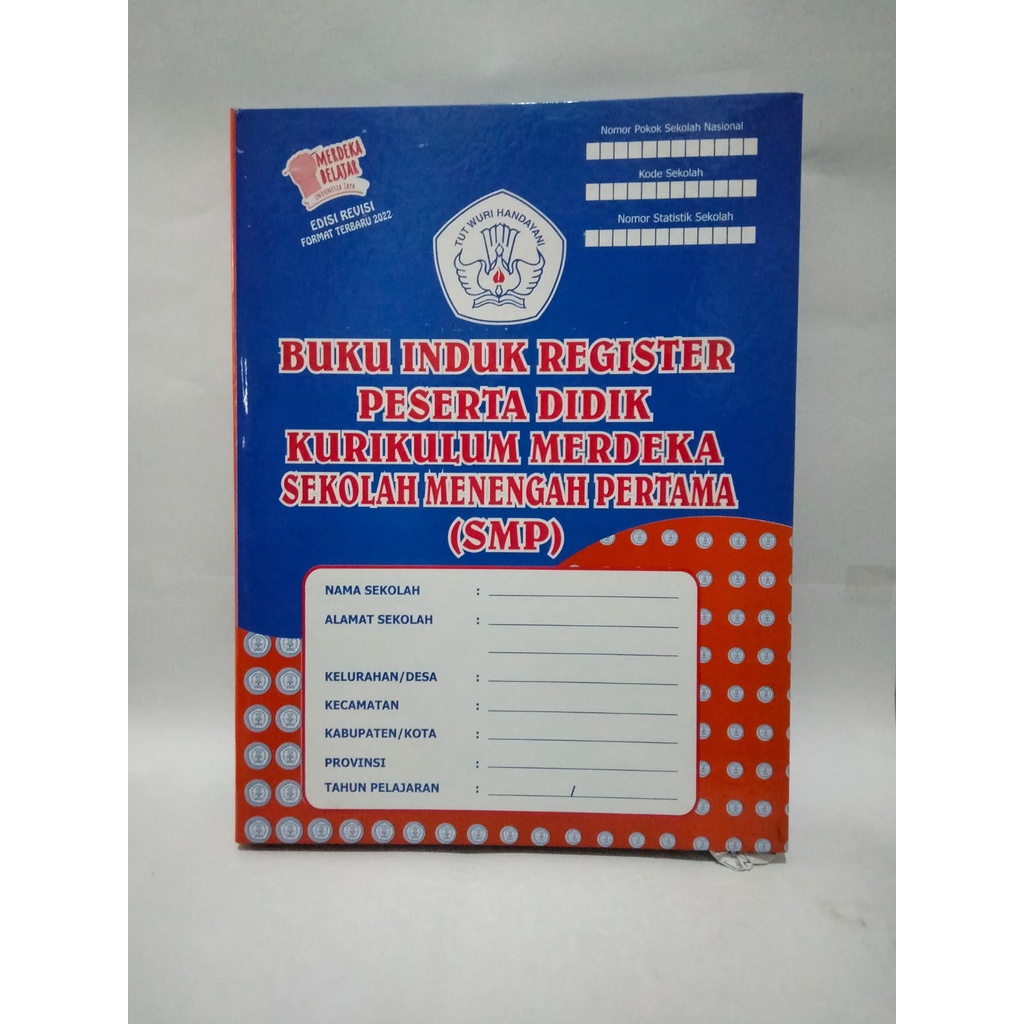 MERDEKA
BELAJAR
INDONESIA JAYA
EDISI REVISI
FORMAT TERBARU 2022
Nomor Pokok Sekolah Nasional
Kode Sekolah
Nomor Statistik Sekolah
TUT WURI HANDAYANI
BUKU INDUK REGISTER
PESERTA DIDIK
KURIKULUM MERDEKA
SEKOLAH MENENGAH PERTAMA
(SMP)
NAMA SEKOLAH :
ALAMAT SEKOLAH :
KELURAHAN/DESA :
KECAMATAN :
KABUPATEN/KOTA :
PROVINSI :
TAHUN PELAJARAN : /